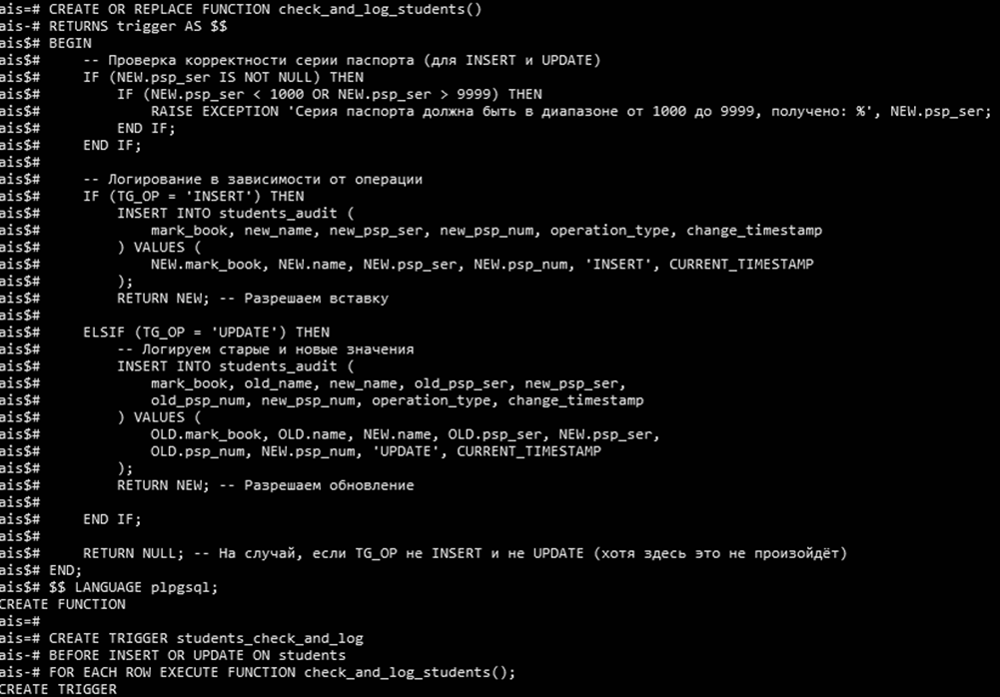 ais=# CREATE OR REPLACE FUNCTION check_and_log_students()
ais-# RETURNS trigger AS $$
ais$# BEGIN
ais$#     -- Проверка корректности серии паспорта (для INSERT и UPDATE)
ais$#     IF (NEW.psp_ser IS NOT NULL) THEN
ais$#         IF (NEW.psp_ser < 1000 OR NEW.psp_ser > 9999) THEN
ais$#             RAISE EXCEPTION 'Серия паспорта должна быть в диапазоне от 1000 до 9999, получено: %', NEW.psp_ser;
ais$#         END IF;
ais$#     END IF;
ais$#
ais$#     -- Логирование в зависимости от операции
ais$#     IF (TG_OP = 'INSERT') THEN
ais$#         INSERT INTO students_audit (
ais$#             mark_book, new_name, new_psp_ser, new_psp_num, operation_type, change_timestamp
ais$#         ) VALUES (
ais$#             NEW.mark_book, NEW.name, NEW.psp_ser, NEW.psp_num, 'INSERT', CURRENT_TIMESTAMP
ais$#         );
ais$#         RETURN NEW; -- Разрешаем вставку
ais$#
ais$#     ELSIF (TG_OP = 'UPDATE') THEN
ais$#         -- Логируем старые и новые значения
ais$#         INSERT INTO students_audit (
ais$#             mark_book, old_name, new_name, old_psp_ser, new_psp_ser,
ais$#             old_psp_num, new_psp_num, operation_type, change_timestamp
ais$#         ) VALUES (
ais$#             OLD.mark_book, OLD.name, NEW.name, OLD.psp_ser, NEW.psp_ser,
ais$#             OLD.psp_num, NEW.psp_num, 'UPDATE', CURRENT_TIMESTAMP
ais$#         );
ais$#         RETURN NEW; -- Разрешаем обновление
ais$#
ais$#     END IF;
ais$#
ais$#     RETURN NULL; -- На случай, если TG_OP не INSERT и не UPDATE (хотя здесь это не произойдёт)
ais$# END;
ais$# $$ LANGUAGE plpgsql;
CREATE FUNCTION
ais=#
ais=# CREATE TRIGGER students_check_and_log
ais-# BEFORE INSERT OR UPDATE ON students
ais-# FOR EACH ROW EXECUTE FUNCTION check_and_log_students();
CREATE TRIGGER